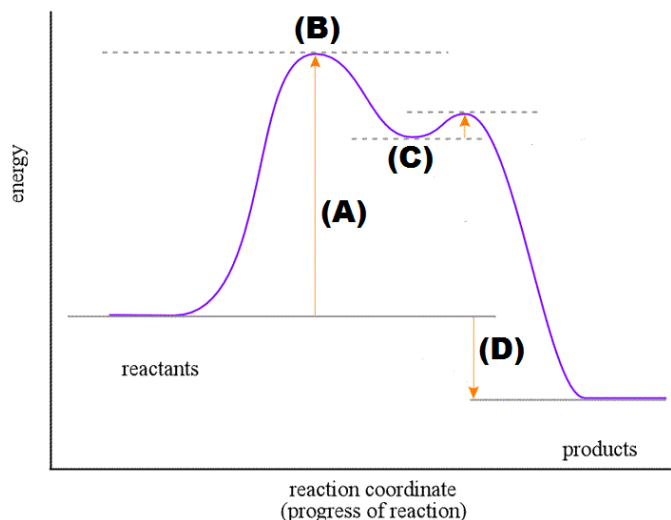 (B)
(C)
energy
(A)
(D)
reactants
products
reaction coordinate
(progress of reaction)